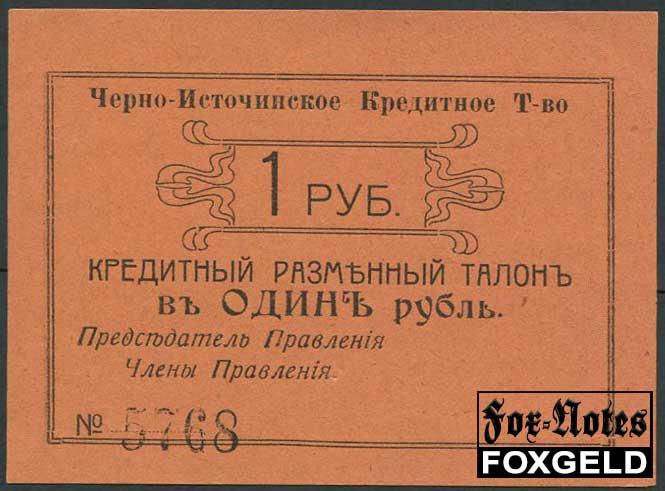 Черно-Источинское Кредитное Т-во
1 РУБ.
КРЕДИТНЫЙ РАЗМѢННЫЙ ТАЛОНЪ
въ ОДИНЪ рубль.
Предсѣдатель Правленія
Члены Правленія.
№ 5768
Fox-Notes
FOXGELD